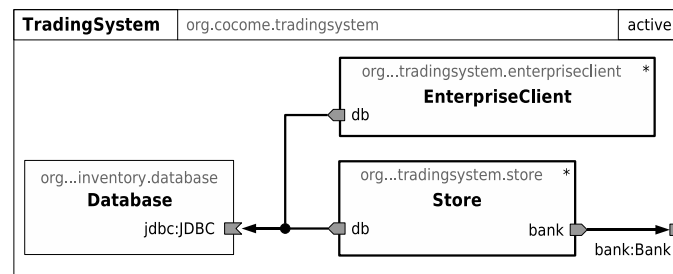 TradingSystem org.cocome.tradingsystem active
org...tradingsystem.enterpriseclient *
EnterpriseClient
db
org...inventory.database
Database
jdbc:JDBC
org...tradingsystem.store *
Store
db
bank
bank:Bank